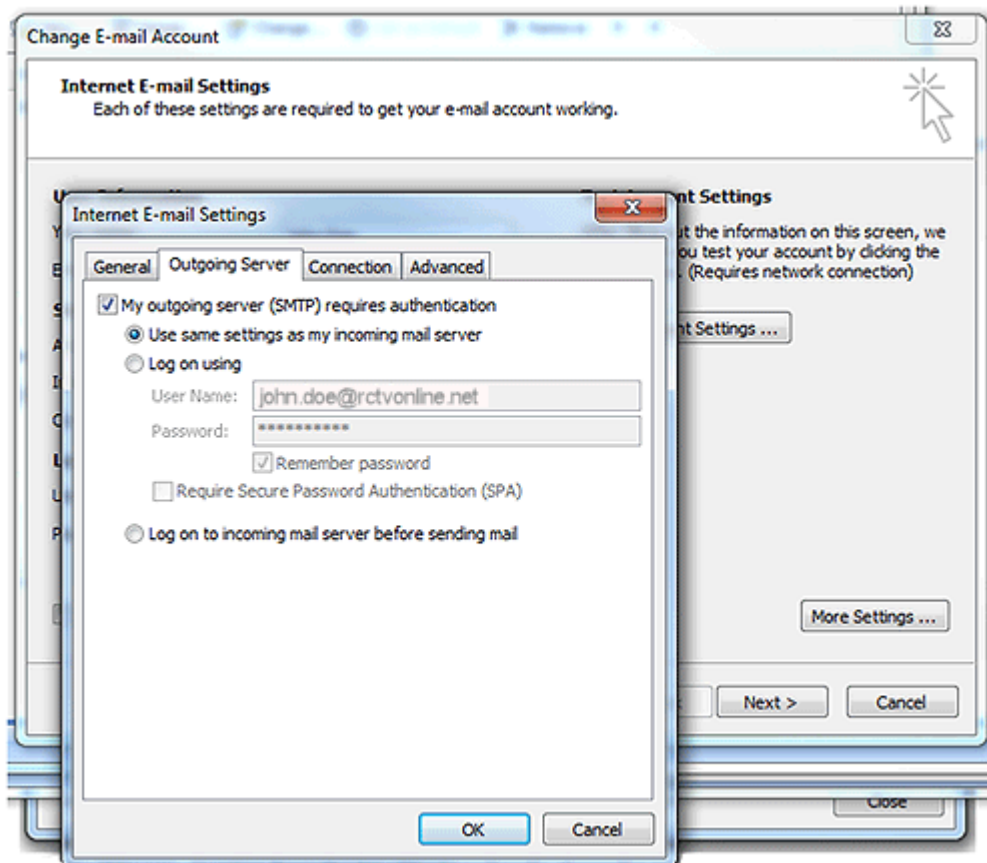 Change E-mail Account
Internet E-mail Settings
Each of these settings are required to get your e-mail account working.
nt Settings
ut the information on this screen, we
ou test your account by clicking the
. (Requires network connection)
nt Settings ...
Internet E-mail Settings
General Outgoing Server Connection Advanced
My outgoing server (SMTP) requires authentication
Use same settings as my incoming mail server
Log on using
User Name: john.doe@rctvonline.net
Password: **********
Remember password
Require Secure Password Authentication (SPA)
Log on to incoming mail server before sending mail
More Settings ...
Next > Cancel
Close
OK Cancel